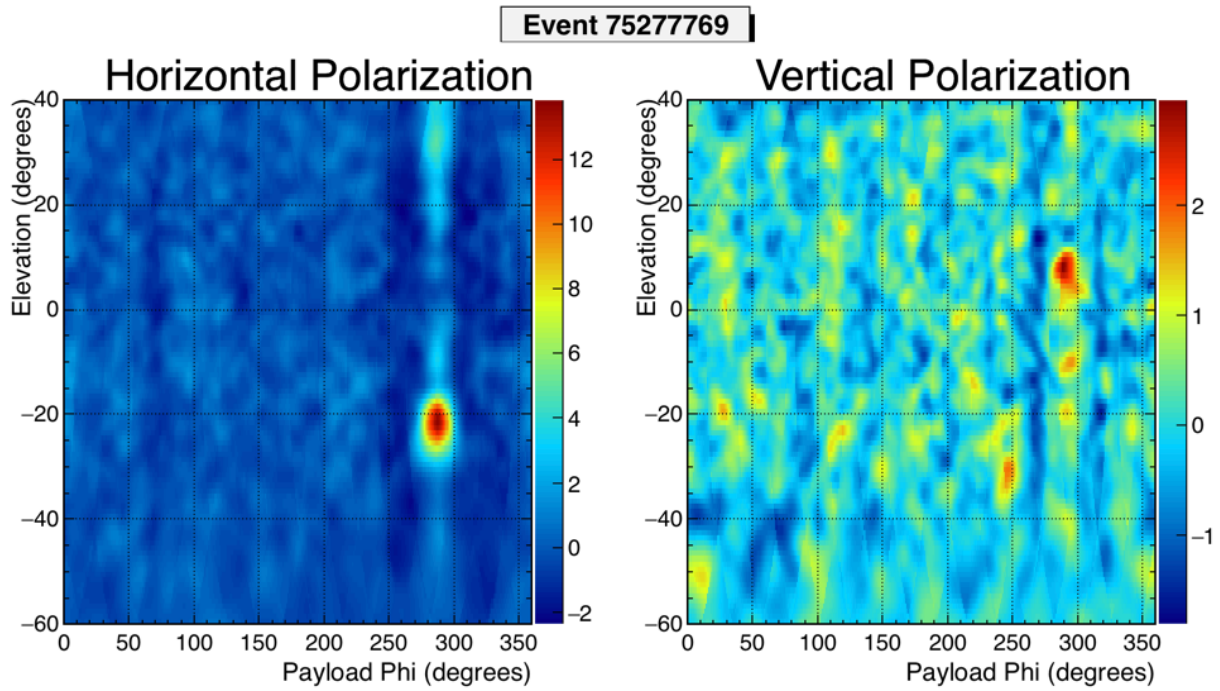 Event 75277769
Horizontal Polarization
Elevation (degrees)
40
20
0
−20
−40
−60
0 50 100 150 200 250 300 350
Payload Phi (degrees)
12
10
8
6
4
2
0
−2
Vertical Polarization
Elevation (degrees)
40
20
0
−20
−40
−60
0 50 100 150 200 250 300 350
Payload Phi (degrees)
2
1
0
−1